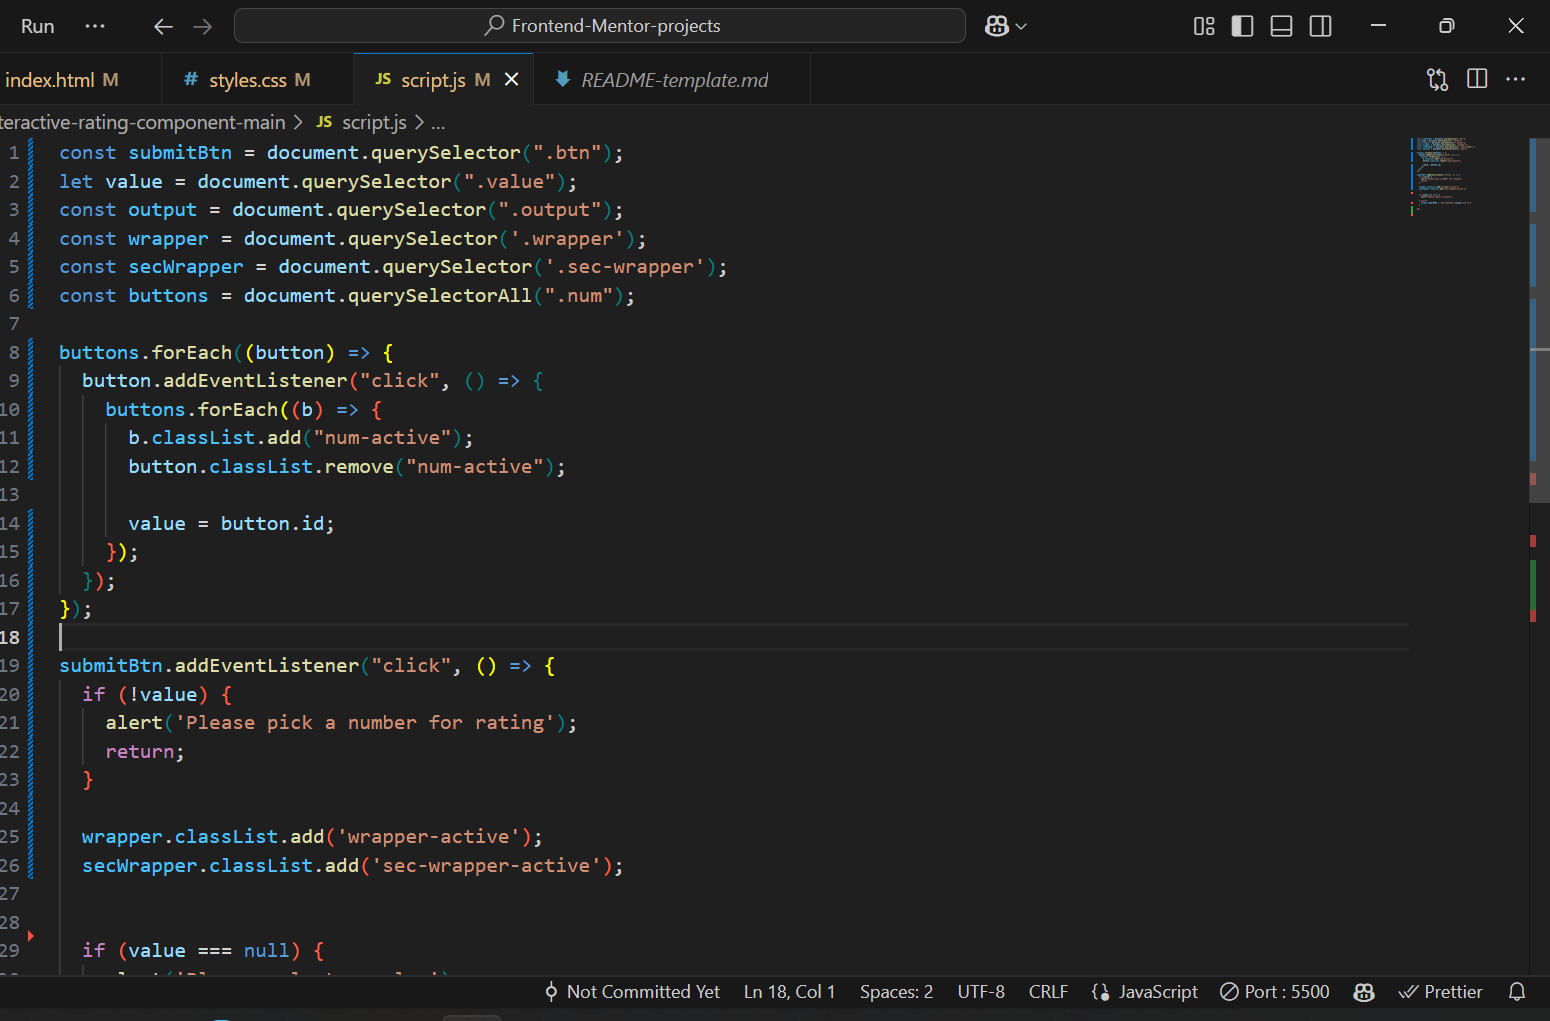 Run ··· Frontend-Mentor-projects
index.html M # styles.css M JS script.js M README-template.md ···
teractive-rating-component-main > JS script.js > ...
1 const submitBtn = document.querySelector(".btn");
2 let value = document.querySelector(".value");
3 const output = document.querySelector(".output");
4 const wrapper = document.querySelector('.wrapper');
5 const secWrapper = document.querySelector('.sec-wrapper');
6 const buttons = document.querySelectorAll(".num");
7
8 buttons.forEach((button) => {
9 button.addEventListener("click", () => {
10 buttons.forEach((b) => {
11 b.classList.add("num-active");
12 button.classList.remove("num-active");
13
14 value = button.id;
15 });
16 });
17 });
18
19 submitBtn.addEventListener("click", () => {
20 if (!value) {
21 alert('Please pick a number for rating');
22 return;
23 }
24
25 wrapper.classList.add('wrapper-active');
26 secWrapper.classList.add('sec-wrapper-active');
27
28
29 if (value === null) {
Not Committed Yet Ln 18, Col 1 Spaces: 2 UTF-8 CRLF {} JavaScript Port : 5500 Prettier